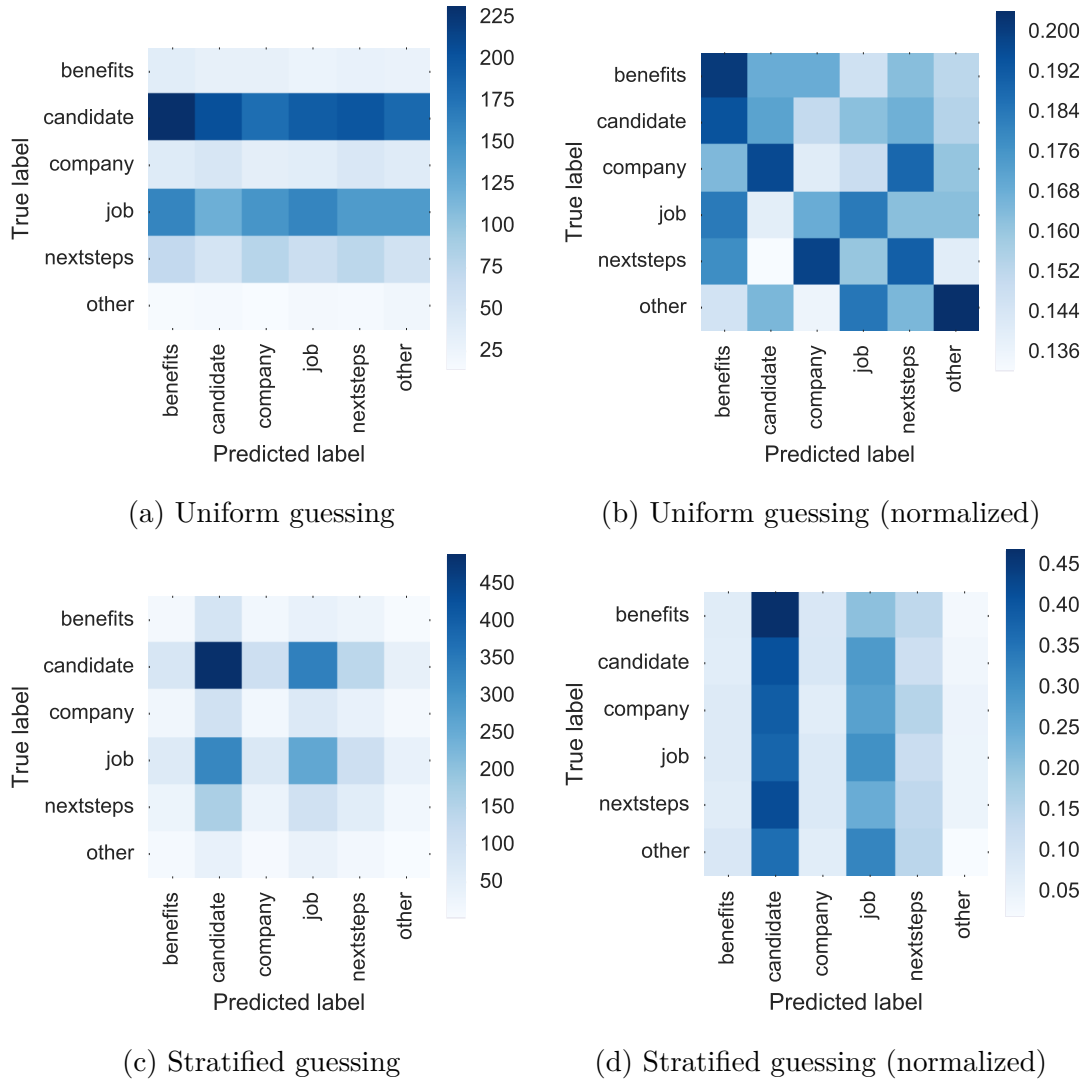 benefits
candidate
company
job
nextsteps
other
True label
benefits
candidate
company
job
nextsteps
other
Predicted label
225
200
175
150
125
100
75
50
25
(a) Uniform guessing
benefits
candidate
company
job
nextsteps
other
True label
benefits
candidate
company
job
nextsteps
other
Predicted label
0.200
0.192
0.184
0.176
0.168
0.160
0.152
0.144
0.136
(b) Uniform guessing (normalized)
benefits
candidate
company
job
nextsteps
other
True label
benefits
candidate
company
job
nextsteps
other
Predicted label
450
400
350
300
250
200
150
100
50
(c) Stratified guessing
benefits
candidate
company
job
nextsteps
other
True label
benefits
candidate
company
job
nextsteps
other
Predicted label
0.45
0.40
0.35
0.30
0.25
0.20
0.15
0.10
0.05
(d) Stratified guessing (normalized)